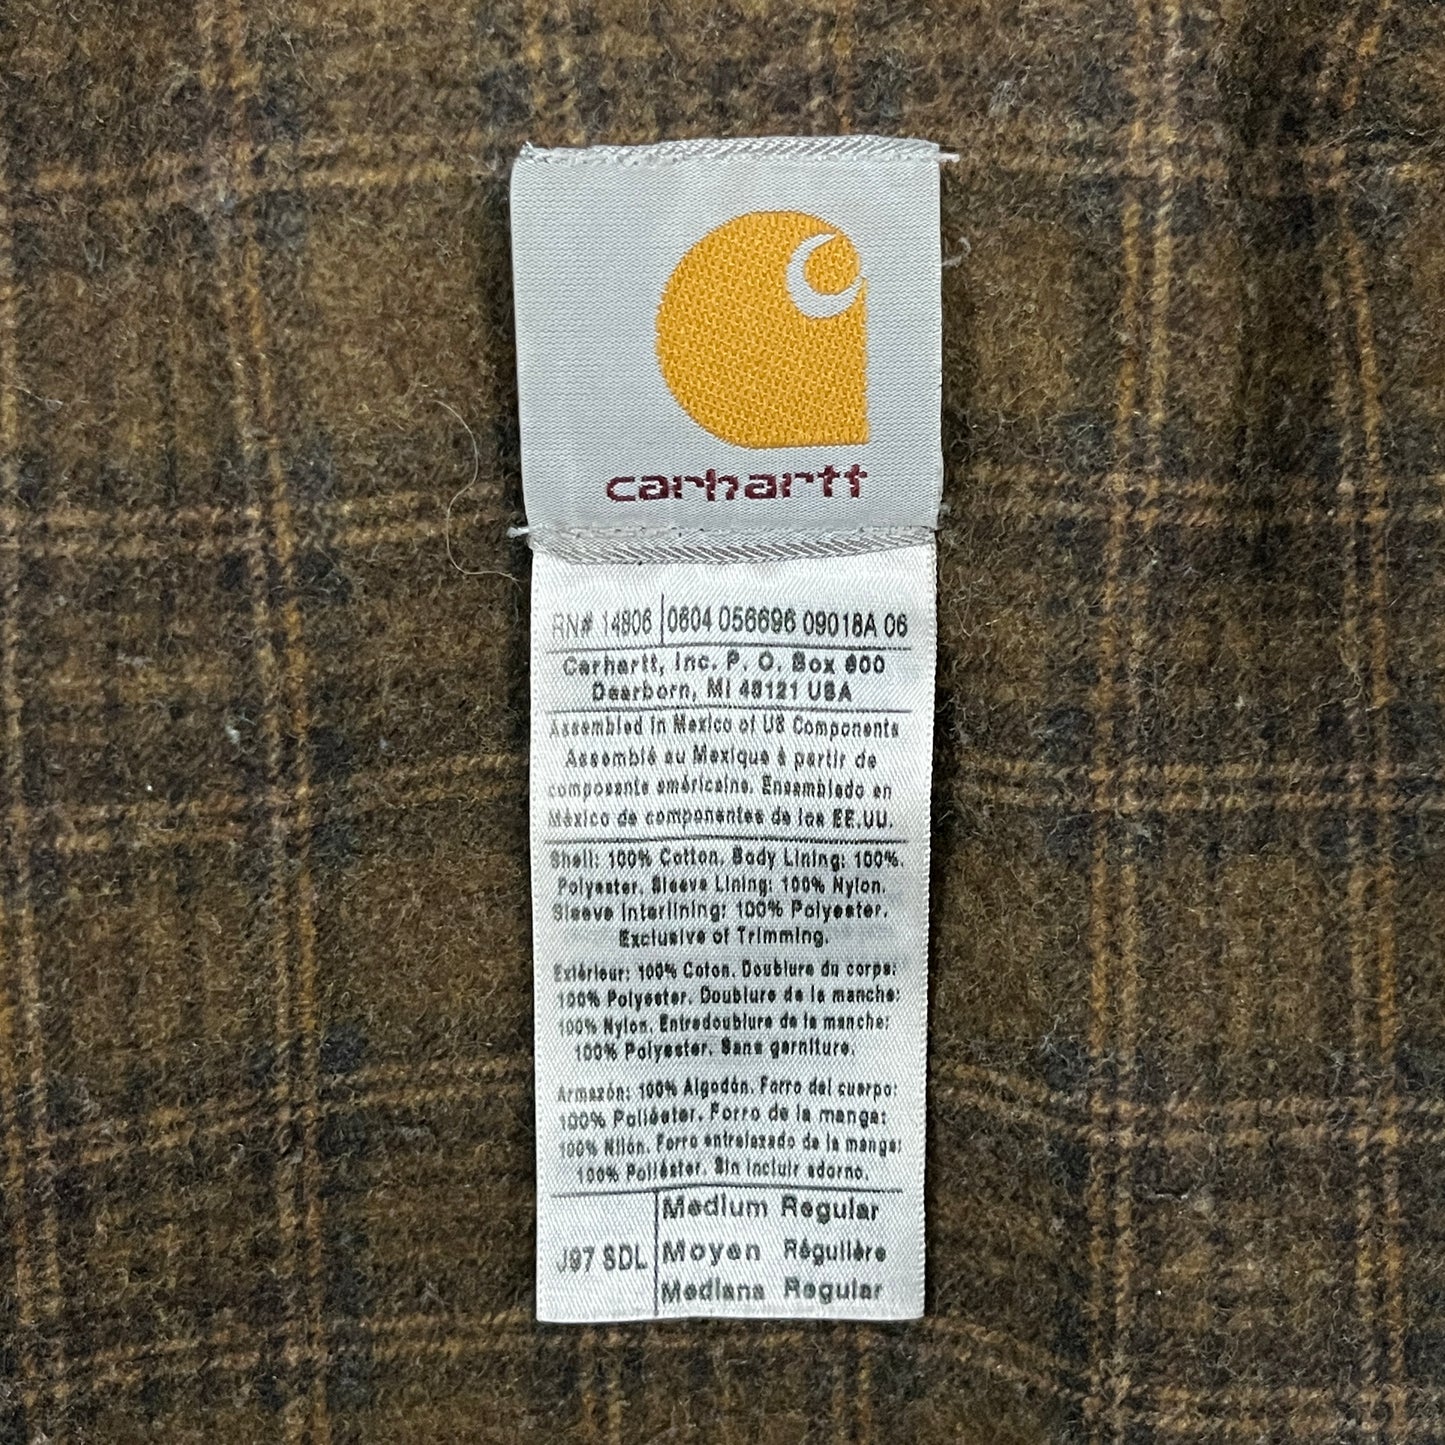 carhartt
RN# 14806 0604 056696 09018A 06
Carhartt, Inc. P. O. Box 600
Dearborn, MI 48121 USA
Assembled in Mexico of US Components
Assemblé au Mexique à partir de
composante américaine. Ensamblado en
México de componentes de los EE.UU.
Shell: 100% Cotton. Body Lining: 100%.
Polyester. Sleeve Lining: 100% Nylon.
Sleeve Interlining: 100% Polyester.
Exclusive of Trimming.
Extérieur: 100% Coton. Doublure du corps:
100% Polyester. Doublure de la manche:
100% Nylon. Entredoublure de la manche:
100% Polyester. Sans garniture.
Armazón: 100% Algodón. Forro del cuerpo:
100% Poliéster. Forro de la manga:
100% Nilón. Forro entrelazado de la manga:
100% Poliéster. Sin incluir adorno.
J97 SDL
Medium Regular
Moyen Régulière
Mediana Regular